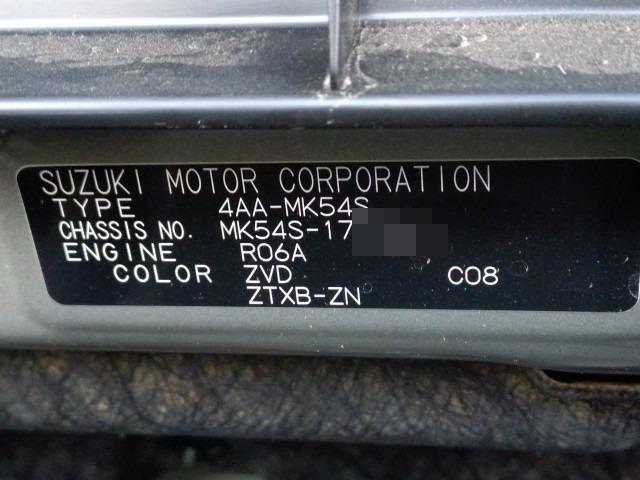 SUZUKI MOTOR CORPORATION
TYPE 4AA-MK54S
CHASSIS NO. MK54S-17
ENGINE R06A
COLOR ZVD C08
ZTXB-ZN